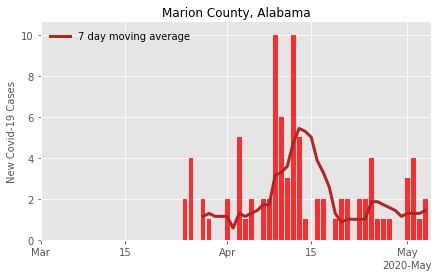 Marion County, Alabama
7 day moving average
New Covid-19 Cases
10
8
6
4
2
0
Mar 15 Apr 15 May
2020-May